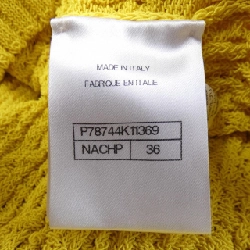 MADE IN ITALY
FABRIQUE EN ITALIE
P78744K11369
NACHP 36